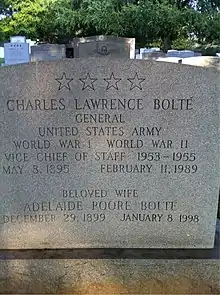 CHARLES LAWRENCE BOLTÉ
GENERAL
UNITED STATES ARMY
WORLD WAR I WORLD WAR II
VICE CHIEF OF STAFF 1953-1955
MAY 8, 1895 FEBRUARY 11, 1989
BELOVED WIFE
ADELAIDE POORE BOLTÉ
DECEMBER 29, 1899 JANUARY 8 1998